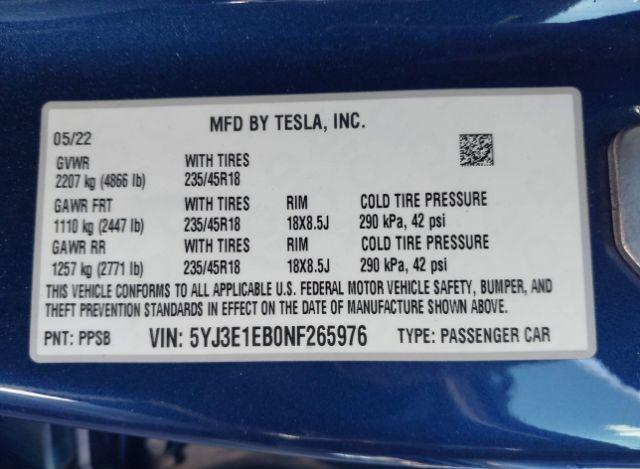 MFD BY TESLA, INC.
05/22
GVWR WITH TIRES
2207 kg (4866 lb) 235/45R18
GAWR FRT WITH TIRES RIM COLD TIRE PRESSURE
1110 kg (2447 lb) 235/45R18 18X8.5J 290 kPa, 42 psi
GAWR RR WITH TIRES RIM COLD TIRE PRESSURE
1257 kg (2771 lb) 235/45R18 18X8.5J 290 kPa, 42 psi
THIS VEHICLE CONFORMS TO ALL APPLICABLE U.S. FEDERAL MOTOR VEHICLE SAFETY, BUMPER, AND
THEFT PREVENTION STANDARDS IN EFFECT ON THE DATE OF MANUFACTURE SHOWN ABOVE.
PNT: PPSB VIN: 5YJ3E1EB0NF265976 TYPE: PASSENGER CAR